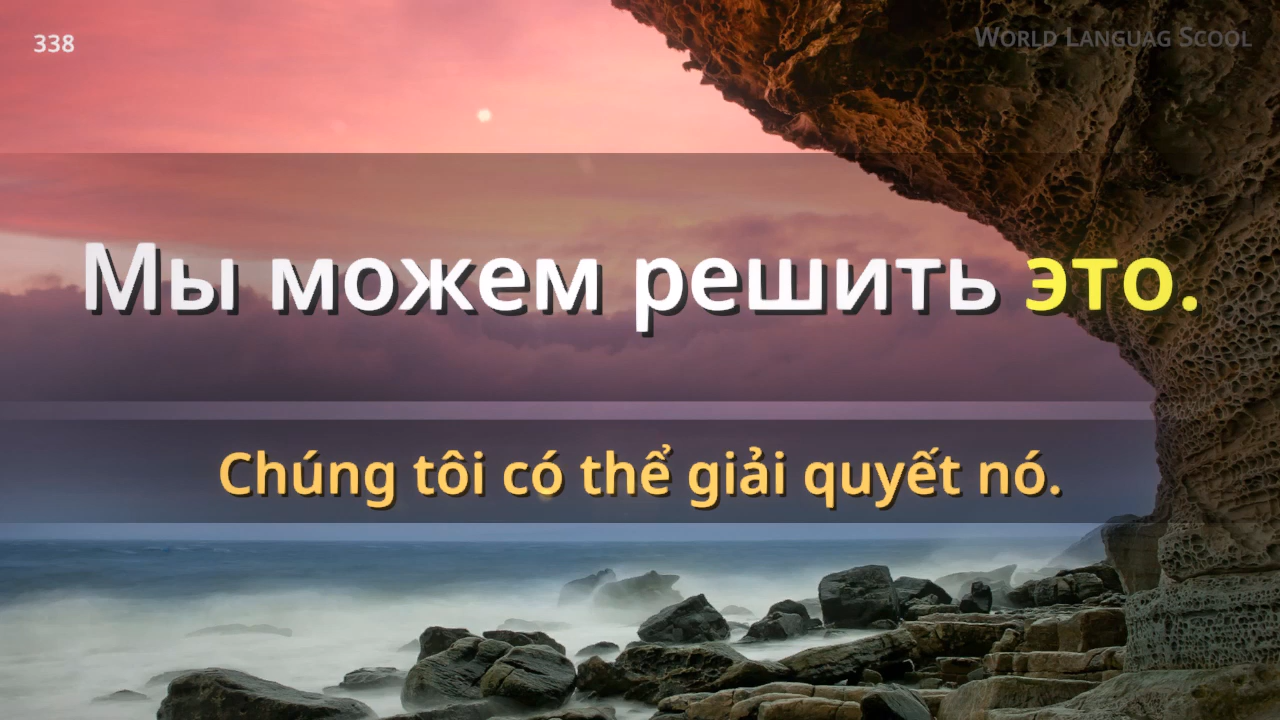 338
World Languag Scool
Мы можем решить это.
Chúng tôi có thể giải quyết nó.